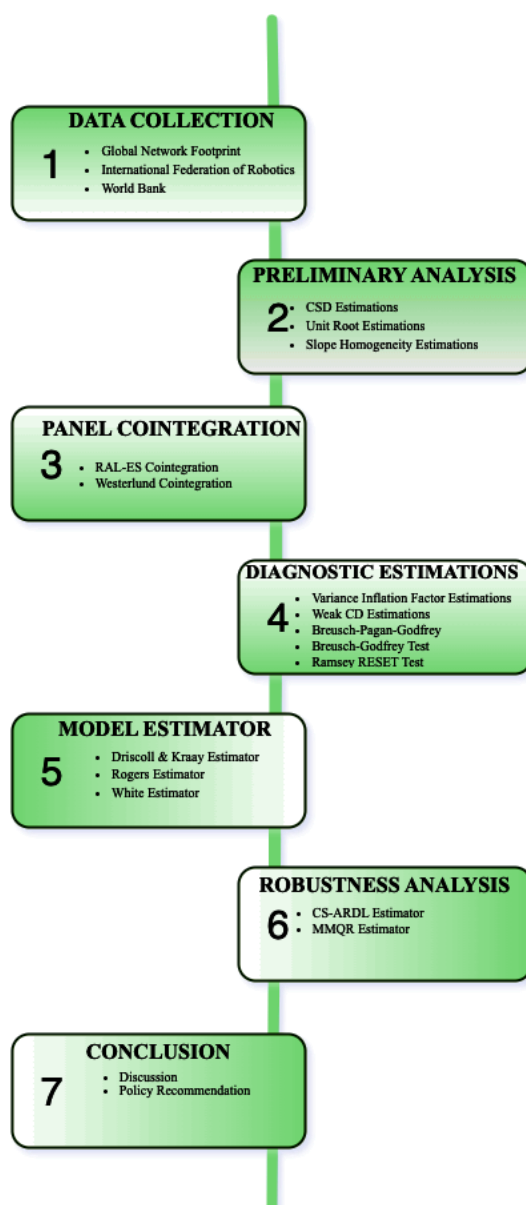 DATA COLLECTION
1
• Global Network Footprint
• International Federation of Robotics
• World Bank
PRELIMINARY ANALYSIS
2
• CSD Estimations
• Unit Root Estimations
• Slope Homogeneity Estimations
PANEL COINTEGRATION
3
• RAL-ES Cointegration
• Westerlund Cointegration
DIAGNOSTIC ESTIMATIONS
4
• Variance Inflation Factor Estimations
• Weak CD Estimations
• Breusch-Pagan-Godfrey
• Breusch-Godfrey Test
• Ramsey RESET Test
MODEL ESTIMATOR
5
• Driscoll & Kraay Estimator
• Rogers Estimator
• White Estimator
ROBUSTNESS ANALYSIS
6
• CS-ARDL Estimator
• MMQR Estimator
CONCLUSION
7
• Discussion
• Policy Recommendation